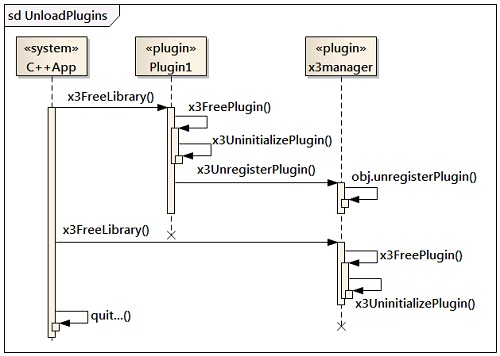 sd UnloadPlugins
«system»
C++App
«plugin»
Plugin1
«plugin»
x3manager
x3FreeLibrary()
x3FreePlugin()
x3UninitializePlugin()
x3UnregisterPlugin()
obj.unregisterPlugin()
x3FreeLibrary()
x3FreePlugin()
x3UninitializePlugin()
quit...()